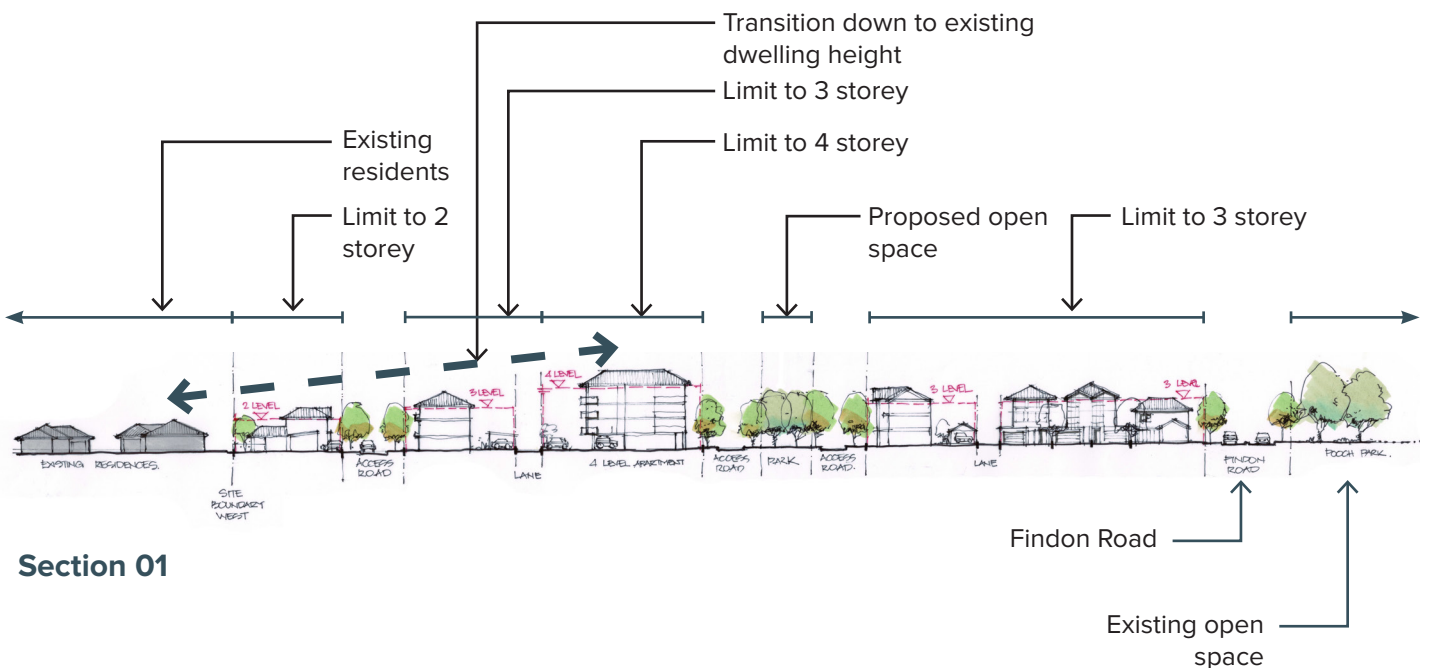 Transition down to existing
dwelling height
Limit to 3 storey
Limit to 4 storey
Existing
residents
Limit to 2
storey
Proposed open
space
Limit to 3 storey
2 LEVEL
3 LEVEL
4 LEVEL
3 LEVEL
3 LEVEL
EXISTING RESIDENCES.
SITE
BOUNDARY
WEST
ACCESS
ROAD
LANE
4 LEVEL APARTMENT
ACCESS
ROAD
PARK
ACCESS
ROAD.
LANE
FINDON
ROAD
POOCH PARK.
Findon Road
Section 01
Existing open
space